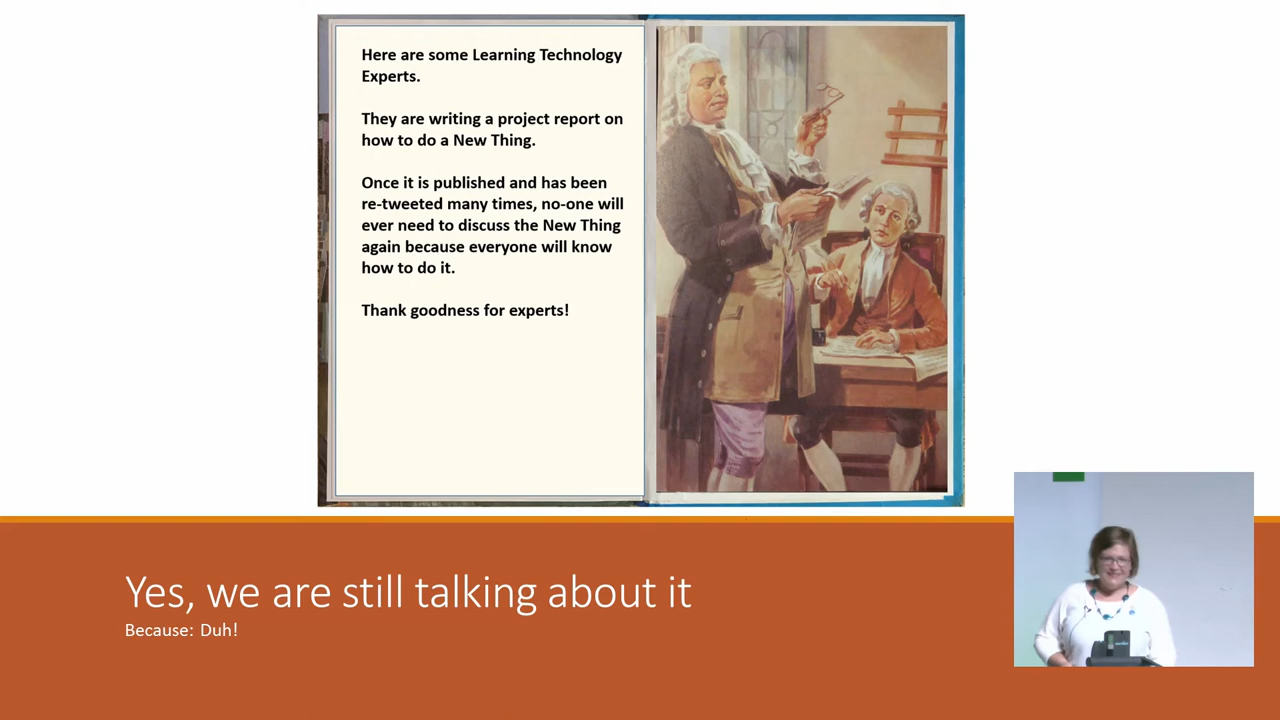 Here are some Learning Technology
Experts.
They are writing a project report on
how to do a New Thing.
Once it is published and has been
re-tweeted many times, no-one will
ever need to discuss the New Thing
again because everyone will know
how to do it.
Thank goodness for experts!
Yes, we are still talking about it
Because: Duh!